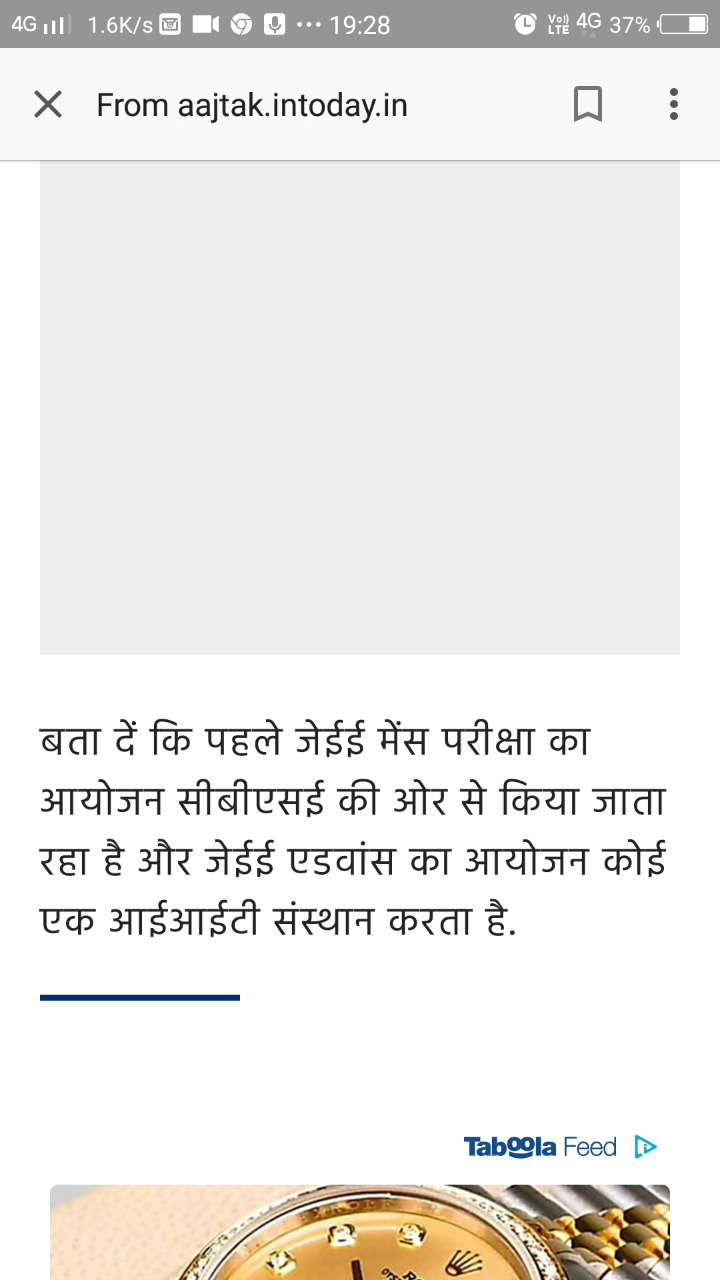 4G 1.6K/s ••• 19:28 VoLTE 4G 37%
From aajtak.intoday.in
बता दें कि पहले जेईई मेंस परीक्षा का
आयोजन सीबीएसई की ओर से किया जाता
रहा है और जेईई एडवांस का आयोजन कोई
एक आईआईटी संस्थान करता है.
Taboola Feed